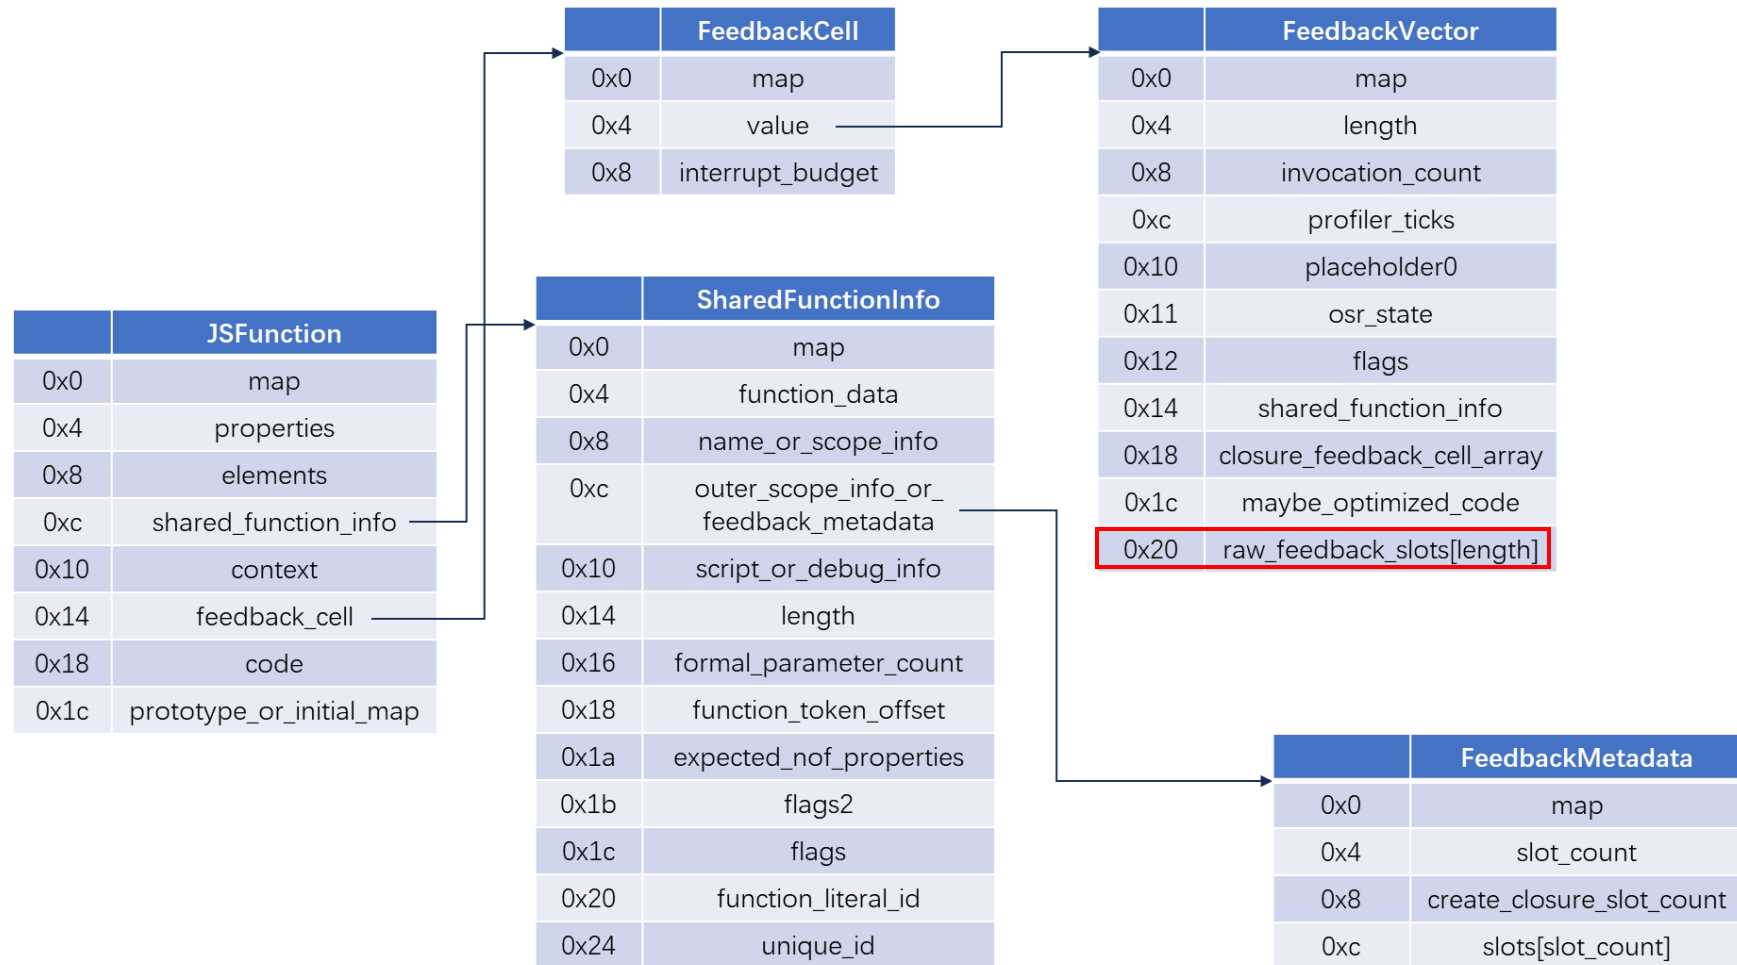 FeedbackCell
0x0 map
0x4 value
0x8 interrupt_budget
FeedbackVector
0x0 map
0x4 length
0x8 invocation_count
0xc profiler_ticks
0x10 placeholder0
0x11 osr_state
0x12 flags
0x14 shared_function_info
0x18 closure_feedback_cell_array
0x1c maybe_optimized_code
0x20 raw_feedback_slots[length]
JSFunction
0x0 map
0x4 properties
0x8 elements
0xc shared_function_info
0x10 context
0x14 feedback_cell
0x18 code
0x1c prototype_or_initial_map
SharedFunctionInfo
0x0 map
0x4 function_data
0x8 name_or_scope_info
0xc outer_scope_info_or_
feedback_metadata
0x10 script_or_debug_info
0x14 length
0x16 formal_parameter_count
0x18 function_token_offset
0x1a expected_nof_properties
0x1b flags2
0x1c flags
0x20 function_literal_id
0x24 unique_id
FeedbackMetadata
0x0 map
0x4 slot_count
0x8 create_closure_slot_count
0xc slots[slot_count]